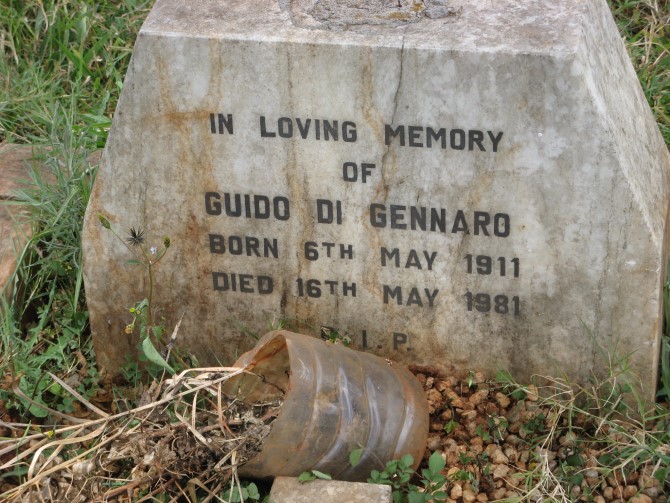 IN LOVING MEMORY
OF
GUIDO DI GENNARO
BORN 6TH MAY 1911
DIED 16TH MAY 1981
I.P.